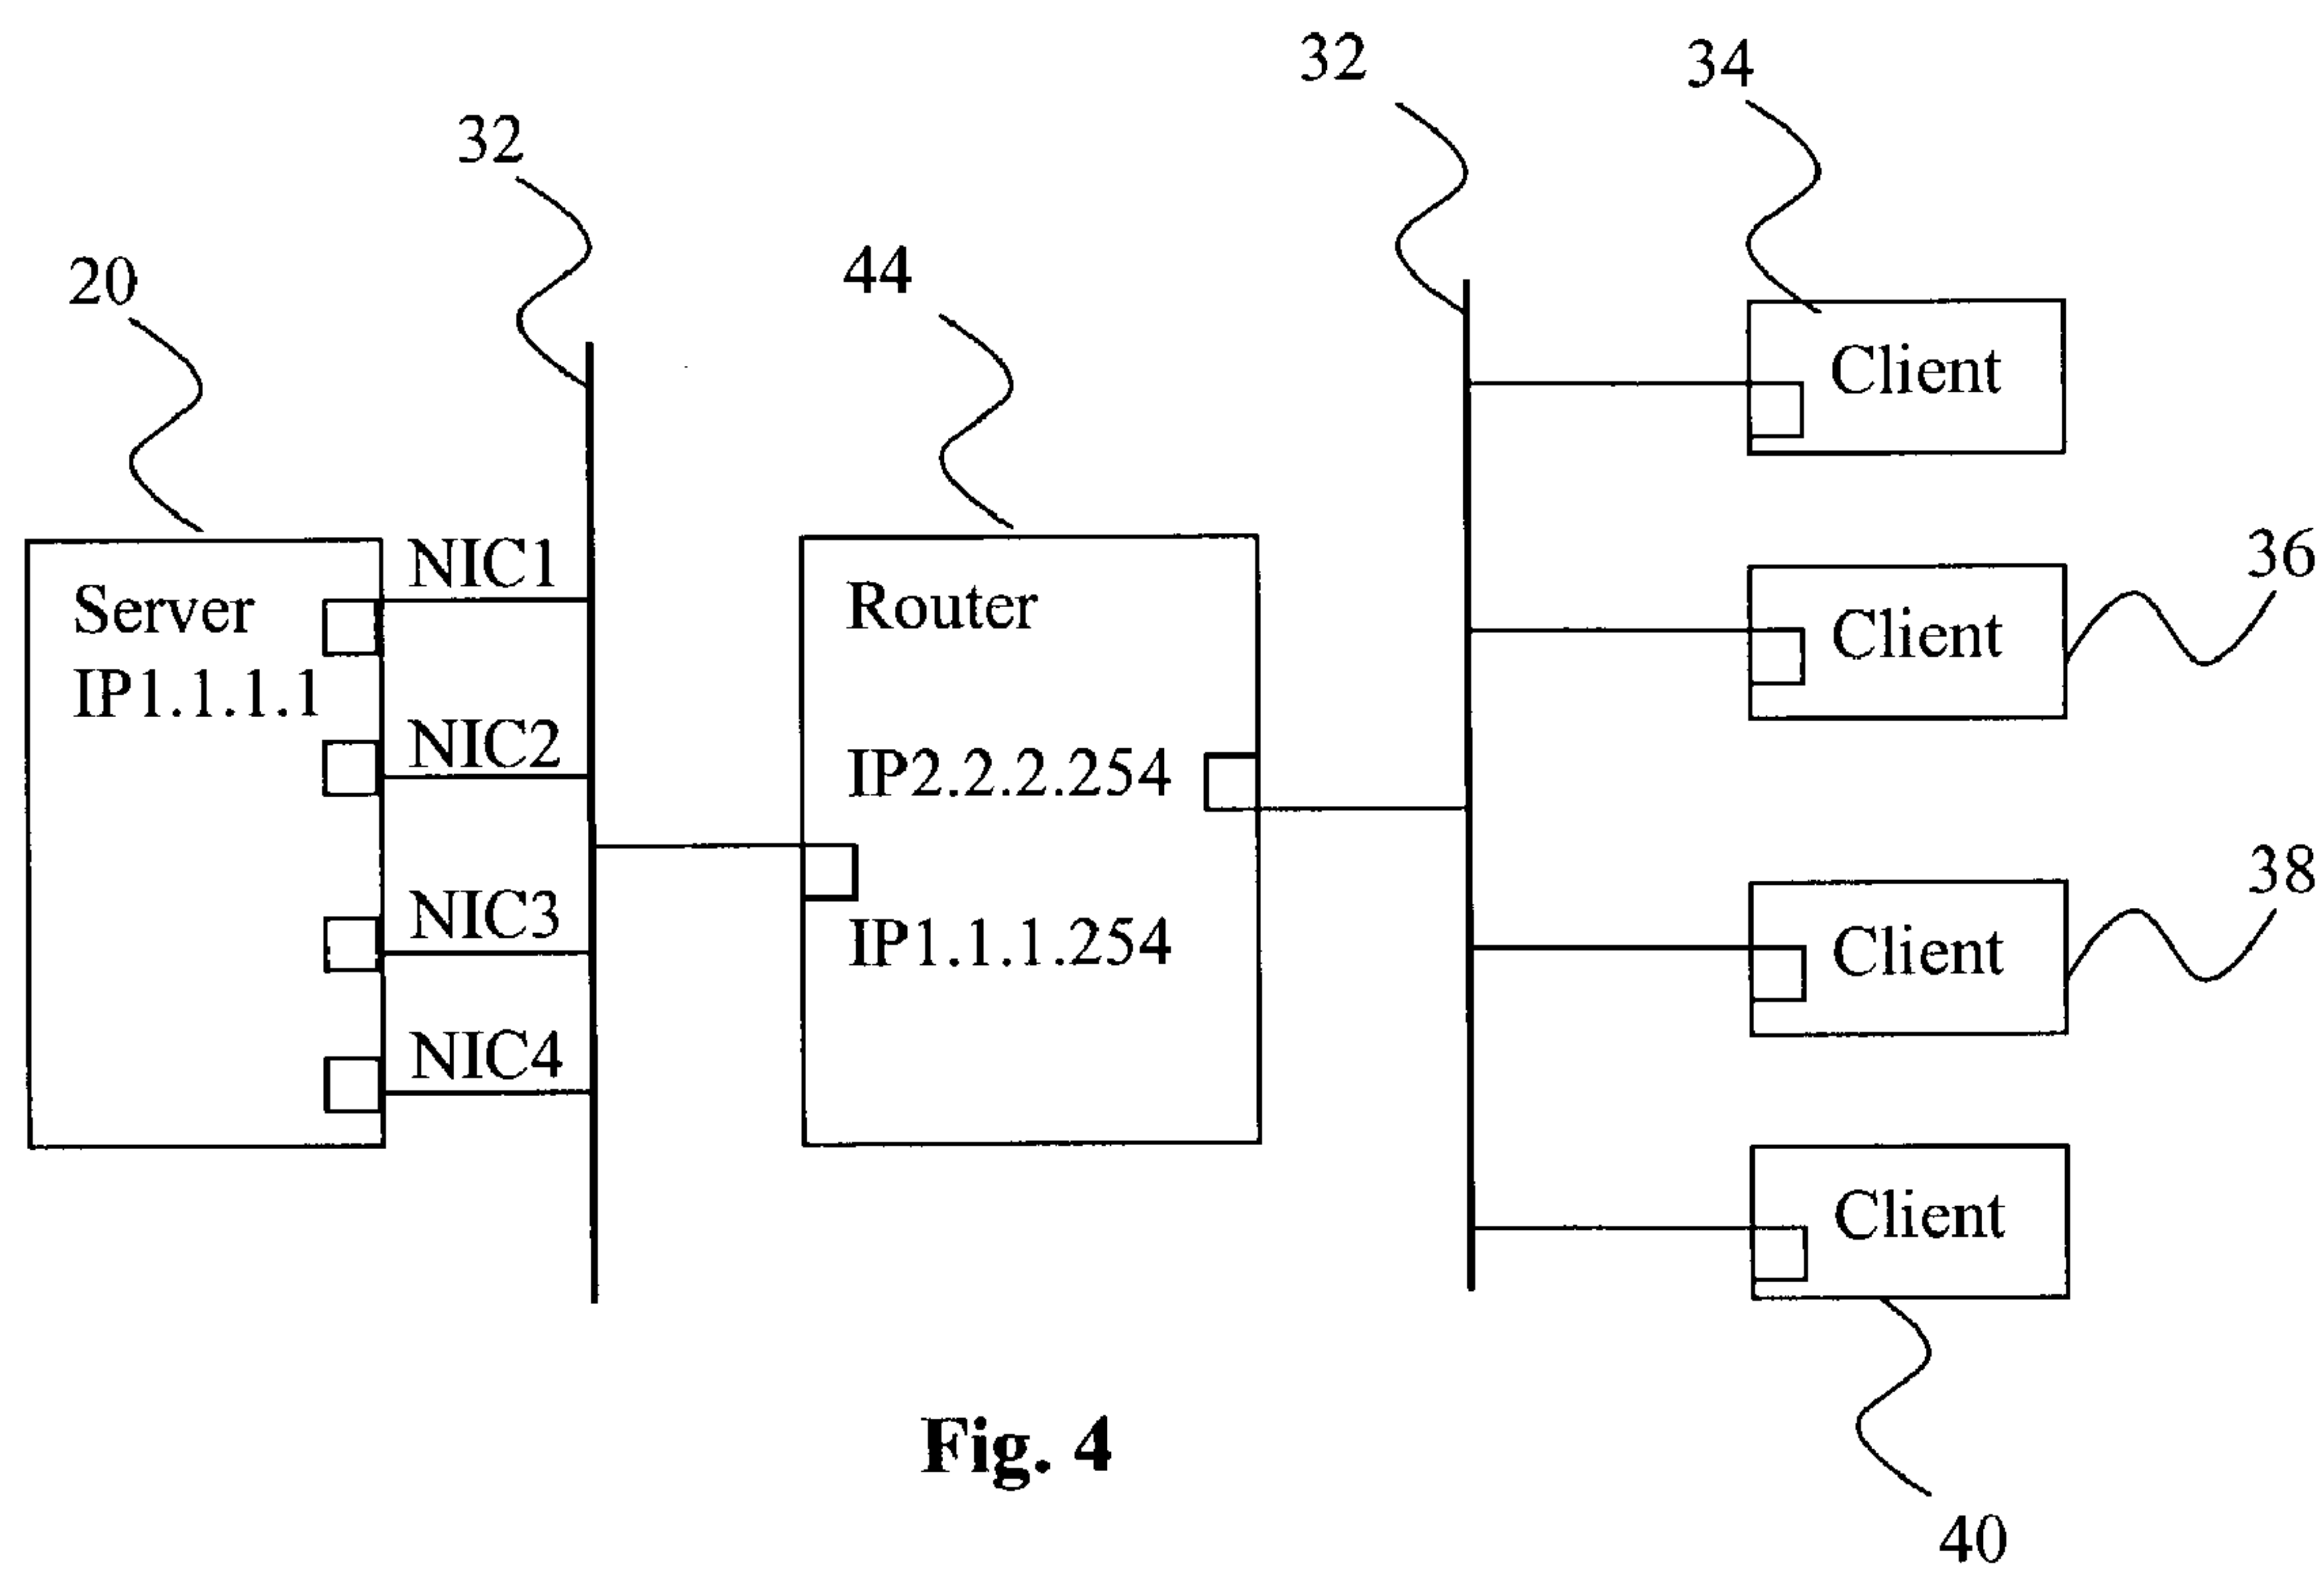 32
34
32
20
44
Client
NIC1
Server
IP1.1.1.1
Router
36
Client
NIC2
IP2.2.2.254
38
NIC3
IP1.1.1.254
Client
NIC4
Client
Fig. 4
40